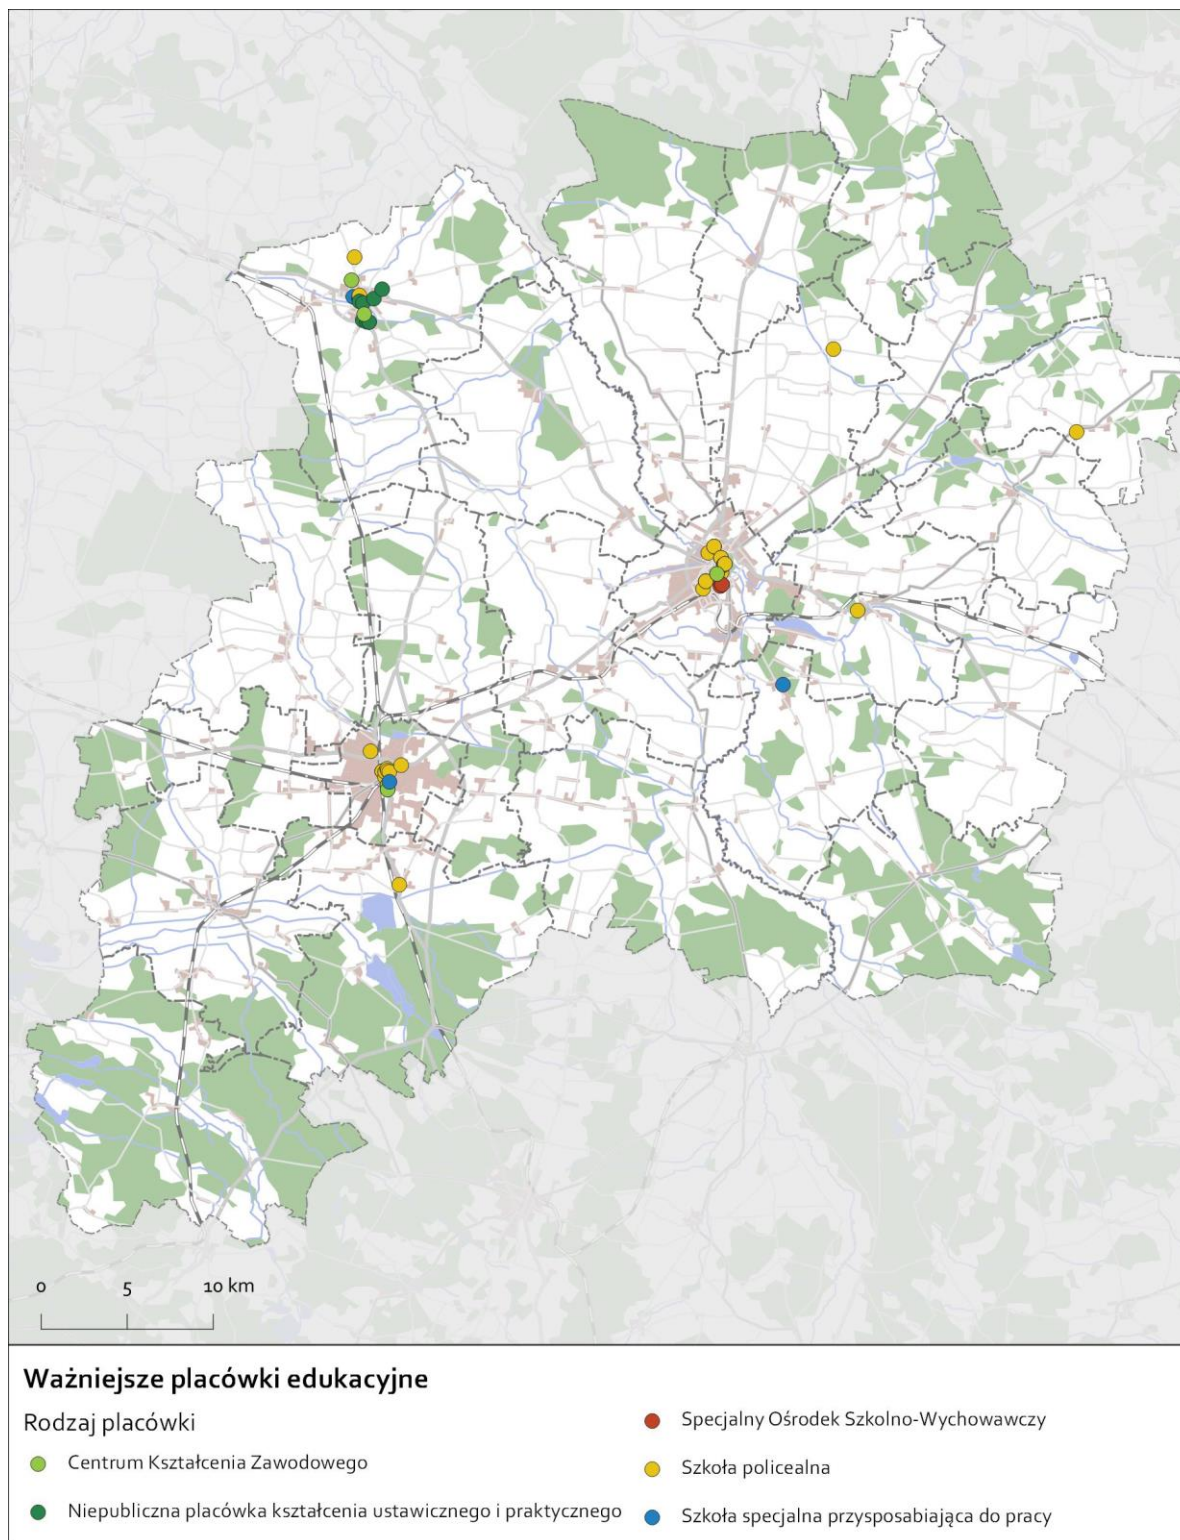 0 5 10 km
Ważniejsze placówki edukacyjne
Rodzaj placówki
Centrum Kształcenia Zawodowego
Niepubliczna placówka kształcenia ustawicznego i praktycznego
Specjalny Ośrodek Szkolno-Wychowawczy
Szkoła policealna
Szkoła specjalna przysposabiająca do pracy